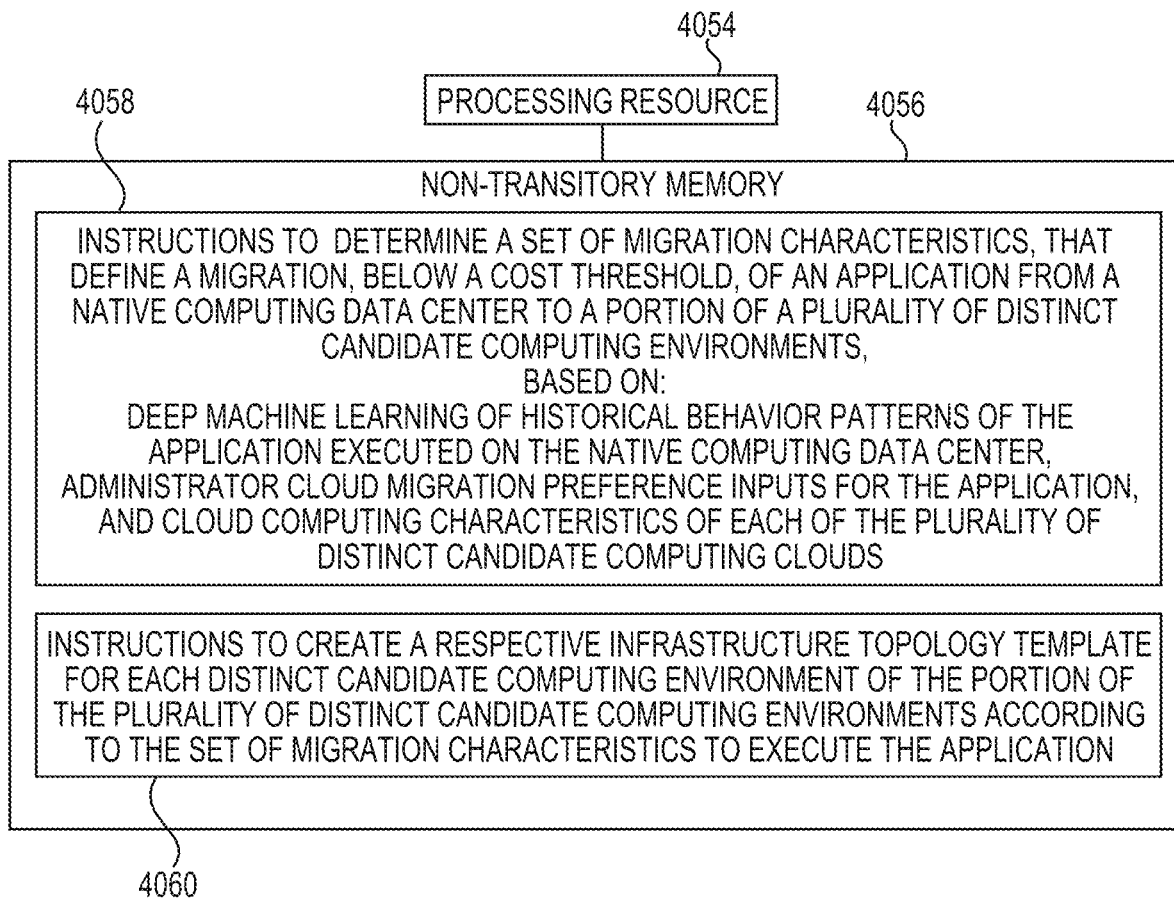 4054
4058
PROCESSING RESOURCE
4056
NON-TRANSITORY MEMORY
INSTRUCTIONS TO DETERMINE A SET OF MIGRATION CHARACTERISTICS, THAT
DEFINE A MIGRATION, BELOW A COST THRESHOLD, OF AN APPLICATION FROM A
NATIVE COMPUTING DATA CENTER TO A PORTION OF A PLURALITY OF DISTINCT
CANDIDATE COMPUTING ENVIRONMENTS,
BASED ON:
DEEP MACHINE LEARNING OF HISTORICAL BEHAVIOR PATTERNS OF THE
APPLICATION EXECUTED ON THE NATIVE COMPUTING DATA CENTER,
ADMINISTRATOR CLOUD MIGRATION PREFERENCE INPUTS FOR THE APPLICATION,
AND CLOUD COMPUTING CHARACTERISTICS OF EACH OF THE PLURALITY OF
DISTINCT CANDIDATE COMPUTING CLOUDS
INSTRUCTIONS TO CREATE A RESPECTIVE INFRASTRUCTURE TOPOLOGY TEMPLATE
FOR EACH DISTINCT CANDIDATE COMPUTING ENVIRONMENT OF THE PORTION OF
THE PLURALITY OF DISTINCT CANDIDATE COMPUTING ENVIRONMENTS ACCORDING
TO THE SET OF MIGRATION CHARACTERISTICS TO EXECUTE THE APPLICATION
4060